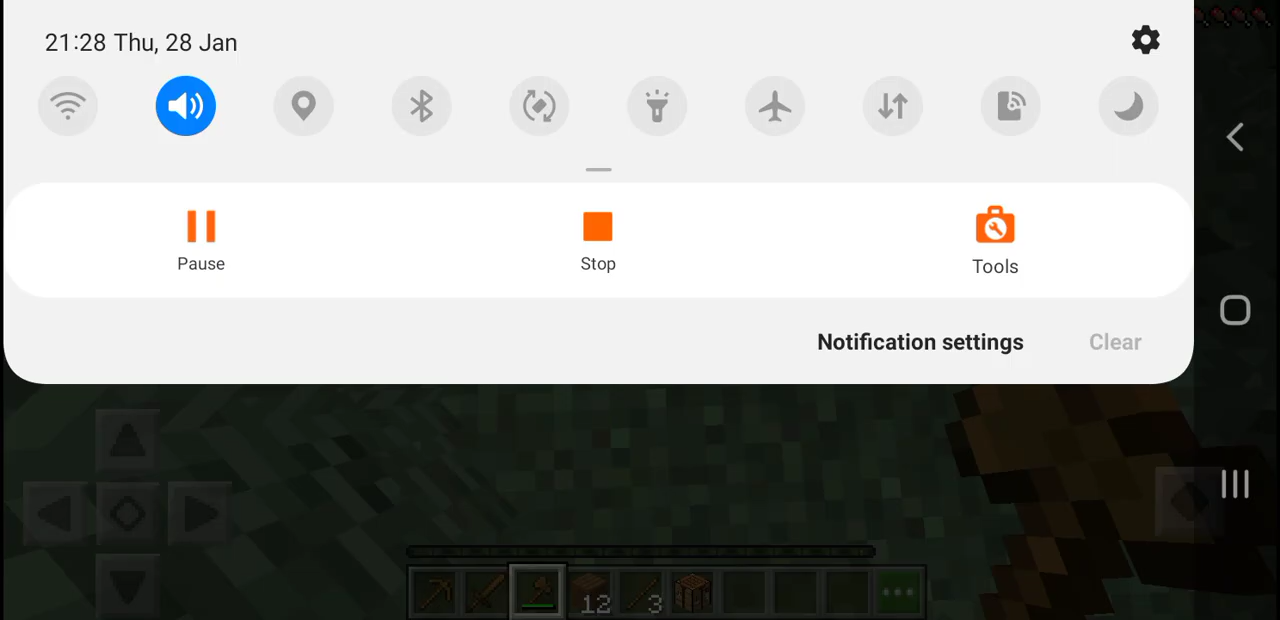 21:28 Thu, 28 Jan
Pause
Stop
Tools
Notification settings
Clear
12
3